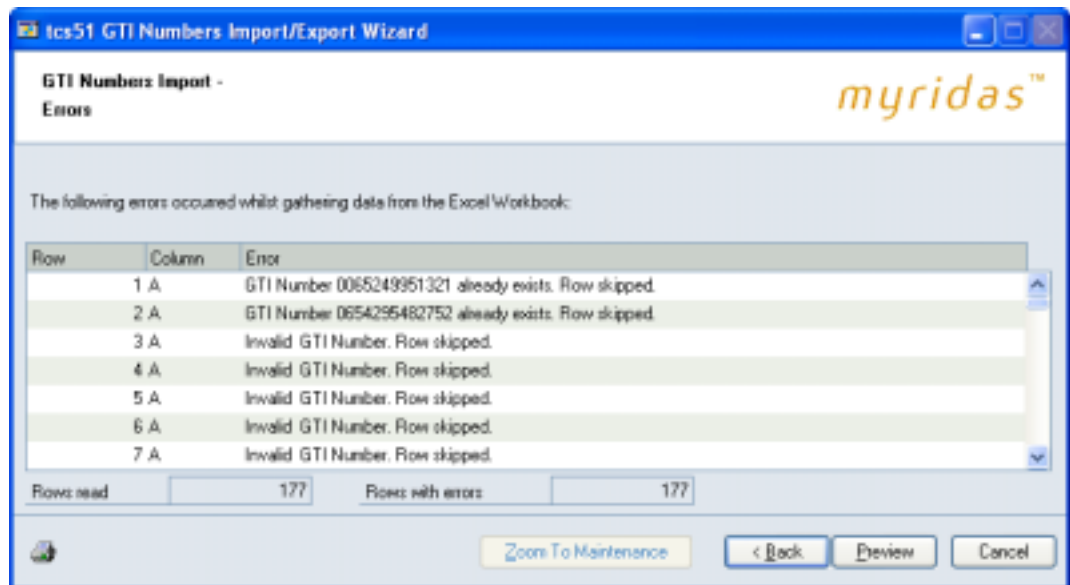 tcs51 GTI Numbers Import/Export Wizard
GTI Numbers Import -
Errors
myridas™
The following errors occurred whilst gathering data from the Excel Workbook:
Row Column Error
1 A GTI Number 0065249951321 already exists. Row skipped.
2 A GTI Number 0654295482752 already exists. Row skipped.
3 A Invalid GTI Number. Row skipped.
4 A Invalid GTI Number. Row skipped.
5 A Invalid GTI Number. Row skipped.
6 A Invalid GTI Number. Row skipped.
7 A Invalid GTI Number. Row skipped.
Rows read 177 Rows with errors 177
Zoom To Maintenance < Back Preview Cancel